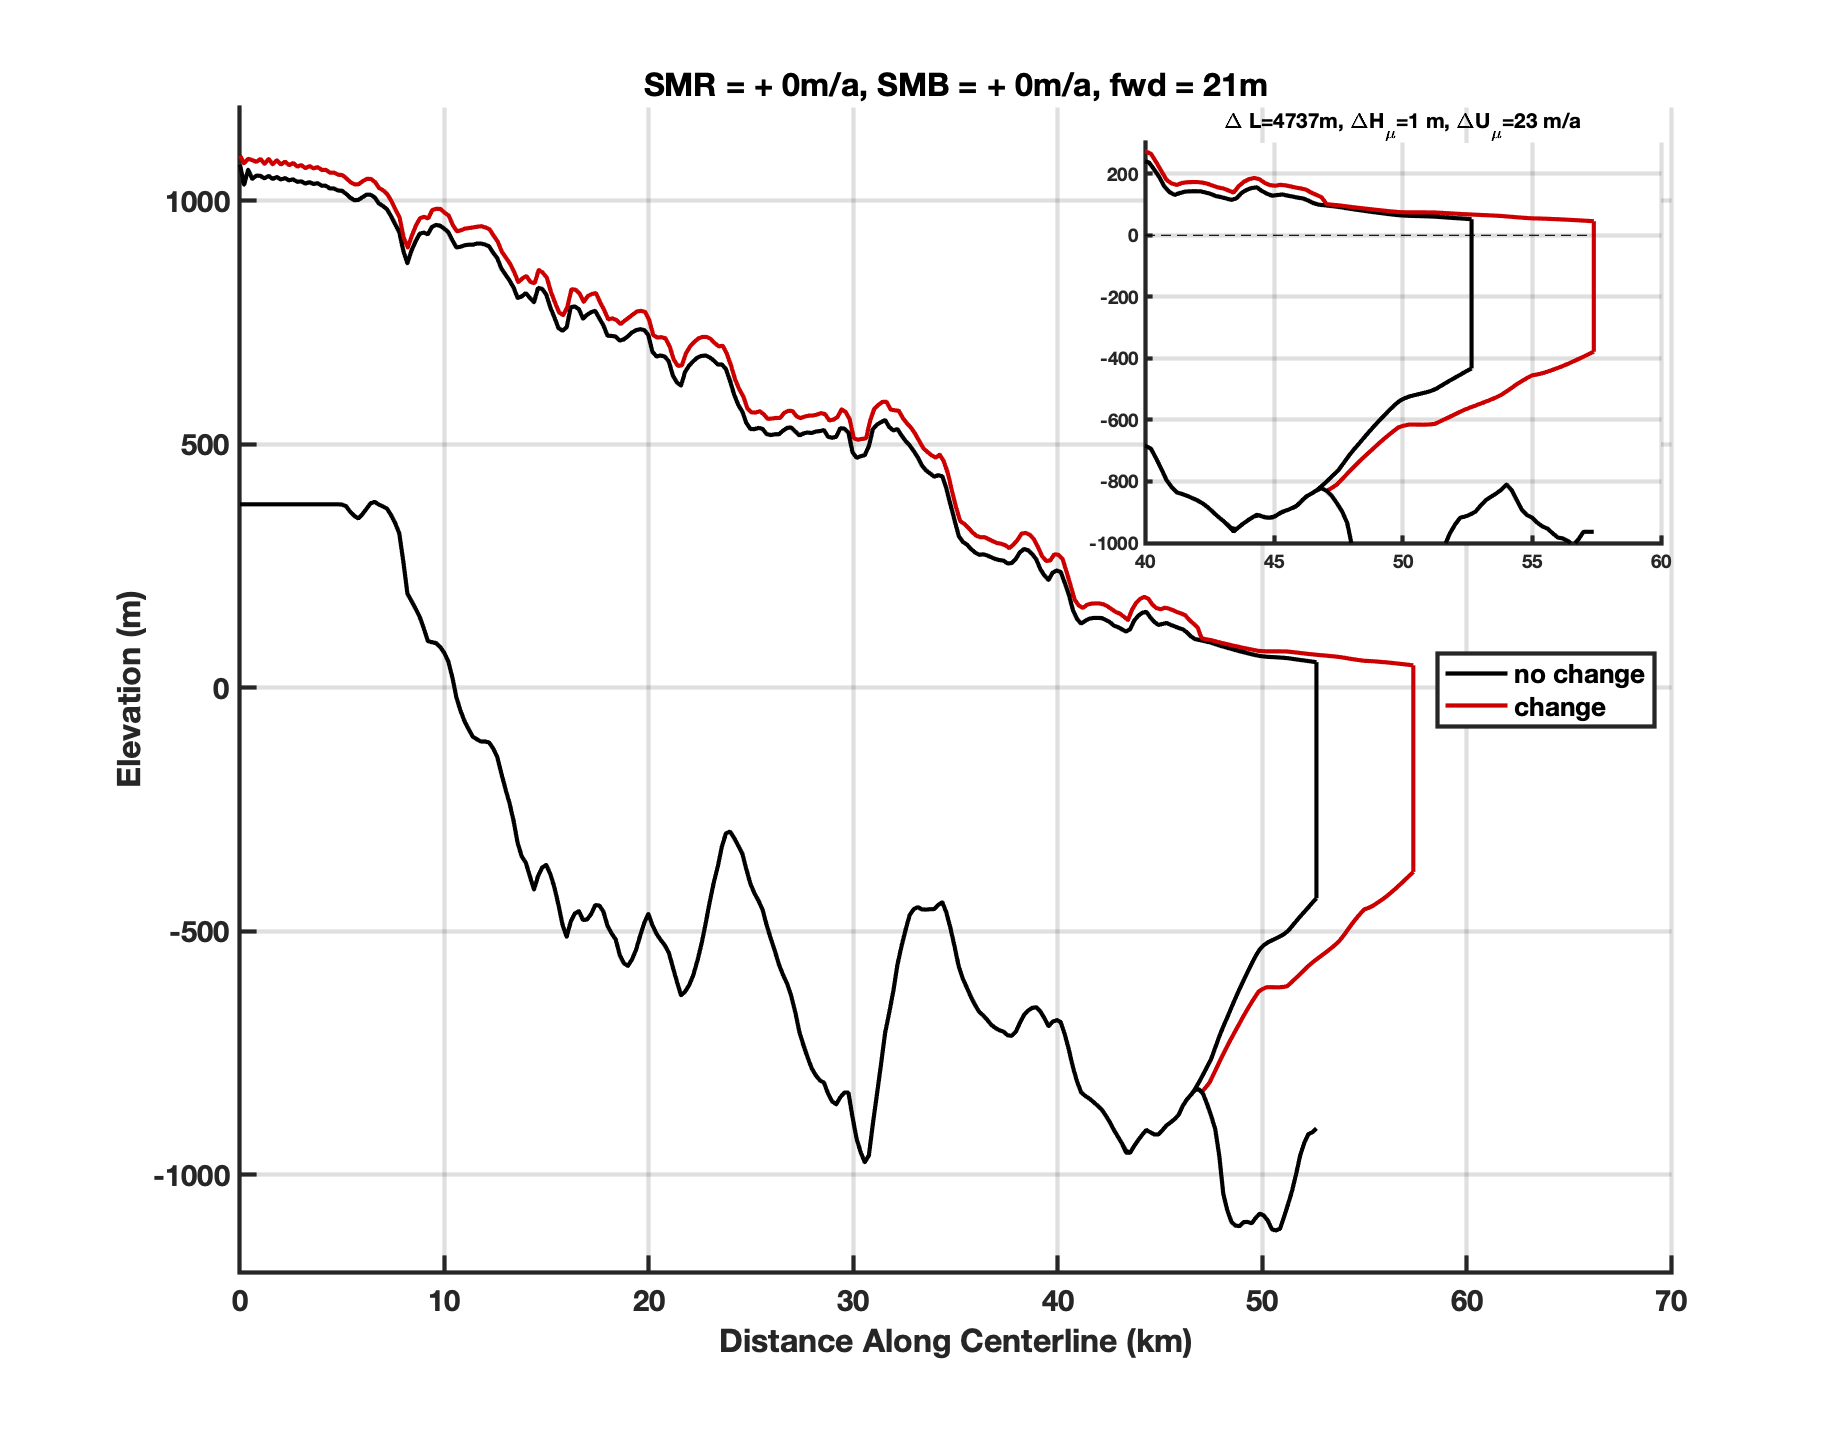 SMR = + 0m/a, SMB = + 0m/a, fwd = 21m
Δ L=4737m, ΔHμ=1 m, ΔUμ=23 m/a
200
0
-200
-400
-600
-800
-1000
40 45 50 55 60
1000
500
0
-500
-1000
Elevation (m)
no change
change
0 10 20 30 40 50 60 70
Distance Along Centerline (km)